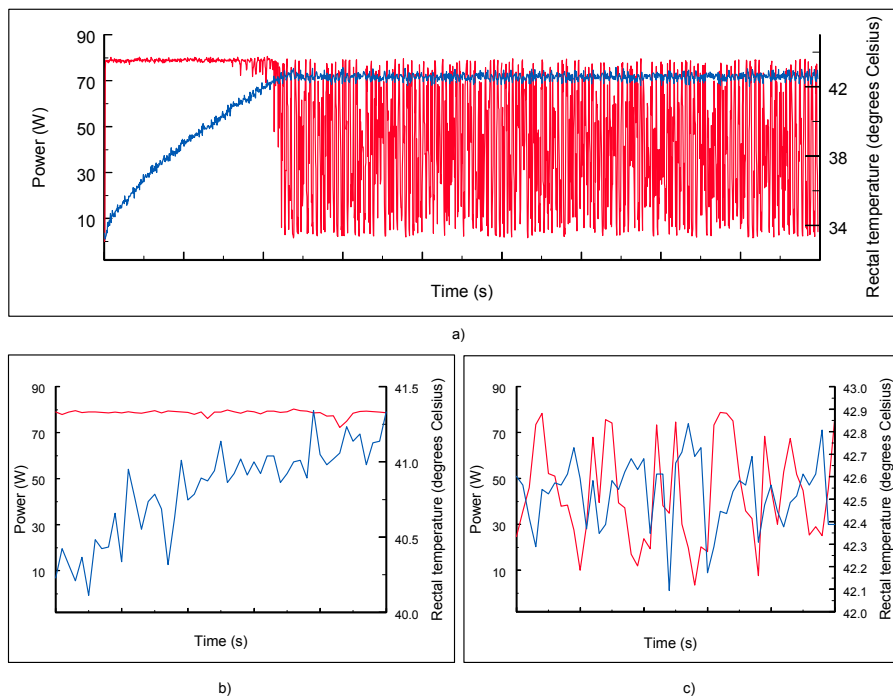 90
70
50
30
10
Power (W)
42
38
34
Rectal temperature (degrees Celsius)
Time (s)
a)
90
70
50
30
10
Power (W)
41.5
41.0
40.5
40.0
Rectal temperature (degrees Celsius)
Time (s)
b)
90
70
50
30
10
Power (W)
43.0
42.9
42.8
42.7
42.6
42.5
42.4
42.3
42.2
42.1
42.0
Rectal temperature (degrees Celsius)
Time (s)
c)